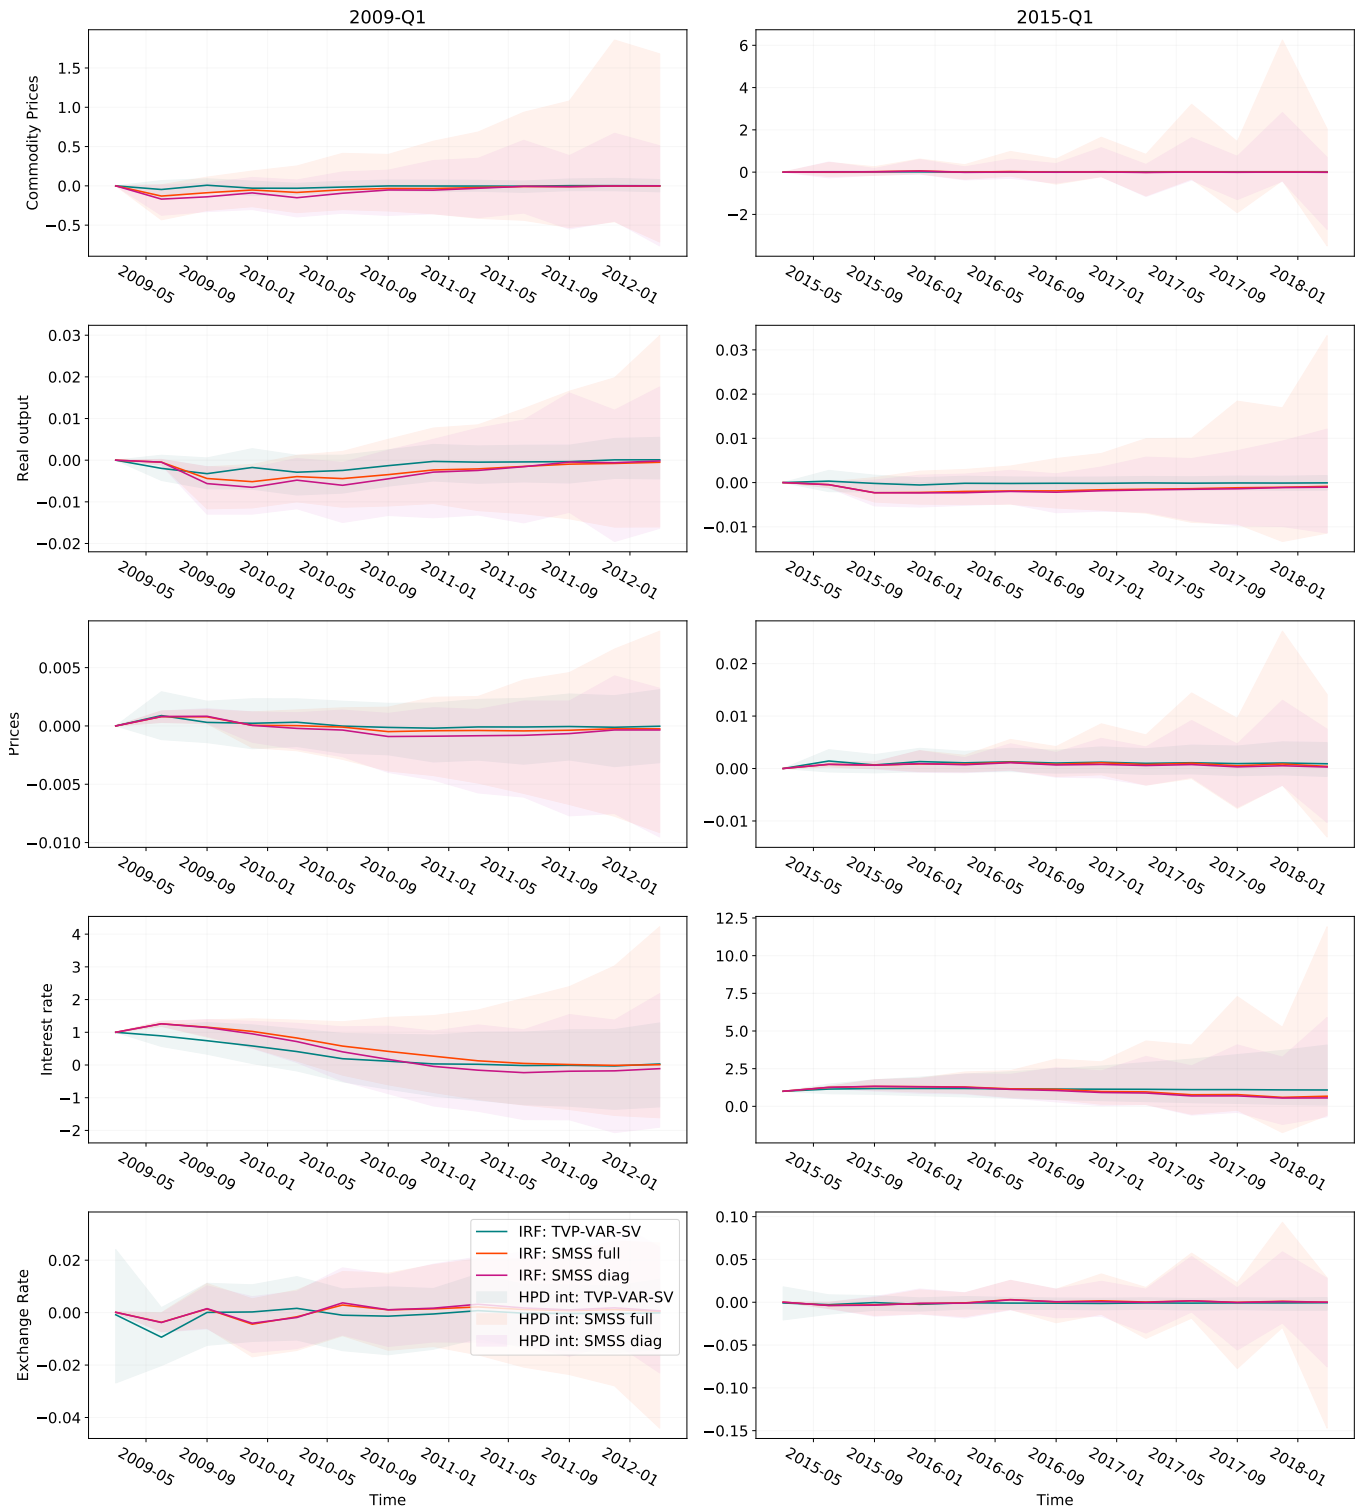 2009-Q1
2015-Q1
Commodity Prices
1.5
1.0
0.5
0.0
−0.5
2009-05 2009-09 2010-01 2010-05 2010-09 2011-01 2011-05 2011-09 2012-01
6
4
2
0
−2
2015-05 2015-09 2016-01 2016-05 2016-09 2017-01 2017-05 2017-09 2018-01
Real output
0.03
0.02
0.01
0.00
−0.01
−0.02
2009-05 2009-09 2010-01 2010-05 2010-09 2011-01 2011-05 2011-09 2012-01
0.03
0.02
0.01
0.00
−0.01
2015-05 2015-09 2016-01 2016-05 2016-09 2017-01 2017-05 2017-09 2018-01
Prices
0.005
0.000
−0.005
−0.010
2009-05 2009-09 2010-01 2010-05 2010-09 2011-01 2011-05 2011-09 2012-01
0.02
0.01
0.00
−0.01
2015-05 2015-09 2016-01 2016-05 2016-09 2017-01 2017-05 2017-09 2018-01
Interest rate
4
3
2
1
0
−1
−2
2009-05 2009-09 2010-01 2010-05 2010-09 2011-01 2011-05 2011-09 2012-01
12.5
10.0
7.5
5.0
2.5
0.0
2015-05 2015-09 2016-01 2016-05 2016-09 2017-01 2017-05 2017-09 2018-01
Exchange Rate
0.02
0.00
−0.02
−0.04
IRF: TVP-VAR-SV
IRF: SMSS full
IRF: SMSS diag
HPD int: TVP-VAR-SV
HPD int: SMSS full
HPD int: SMSS diag
2009-05 2009-09 2010-01 2010-05 2010-09 2011-01 2011-05 2011-09 2012-01
Time
0.10
0.05
0.00
−0.05
−0.10
−0.15
2015-05 2015-09 2016-01 2016-05 2016-09 2017-01 2017-05 2017-09 2018-01
Time